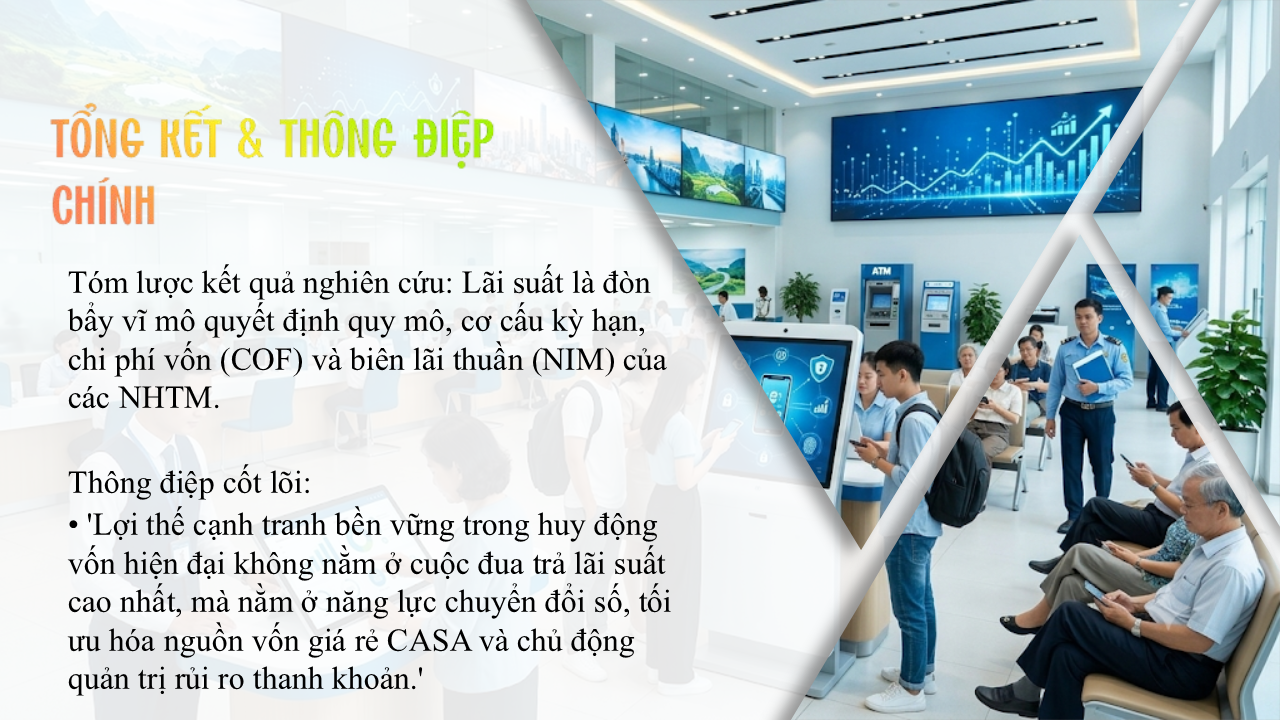 TỔNG KẾT & THÔNG ĐIỆP
CHÍNH
Tóm lược kết quả nghiên cứu: Lãi suất là đòn
bẩy vĩ mô quyết định quy mô, cơ cấu kỳ hạn,
chi phí vốn (COF) và biên lãi thuần (NIM) của
các NHTM.
Thông điệp cốt lõi:
• 'Lợi thế cạnh tranh bền vững trong huy động
vốn hiện đại không nằm ở cuộc đua trả lãi suất
cao nhất, mà nằm ở năng lực chuyển đổi số, tối
ưu hóa nguồn vốn giá rẻ CASA và chủ động
quản trị rủi ro thanh khoản.'
ATM